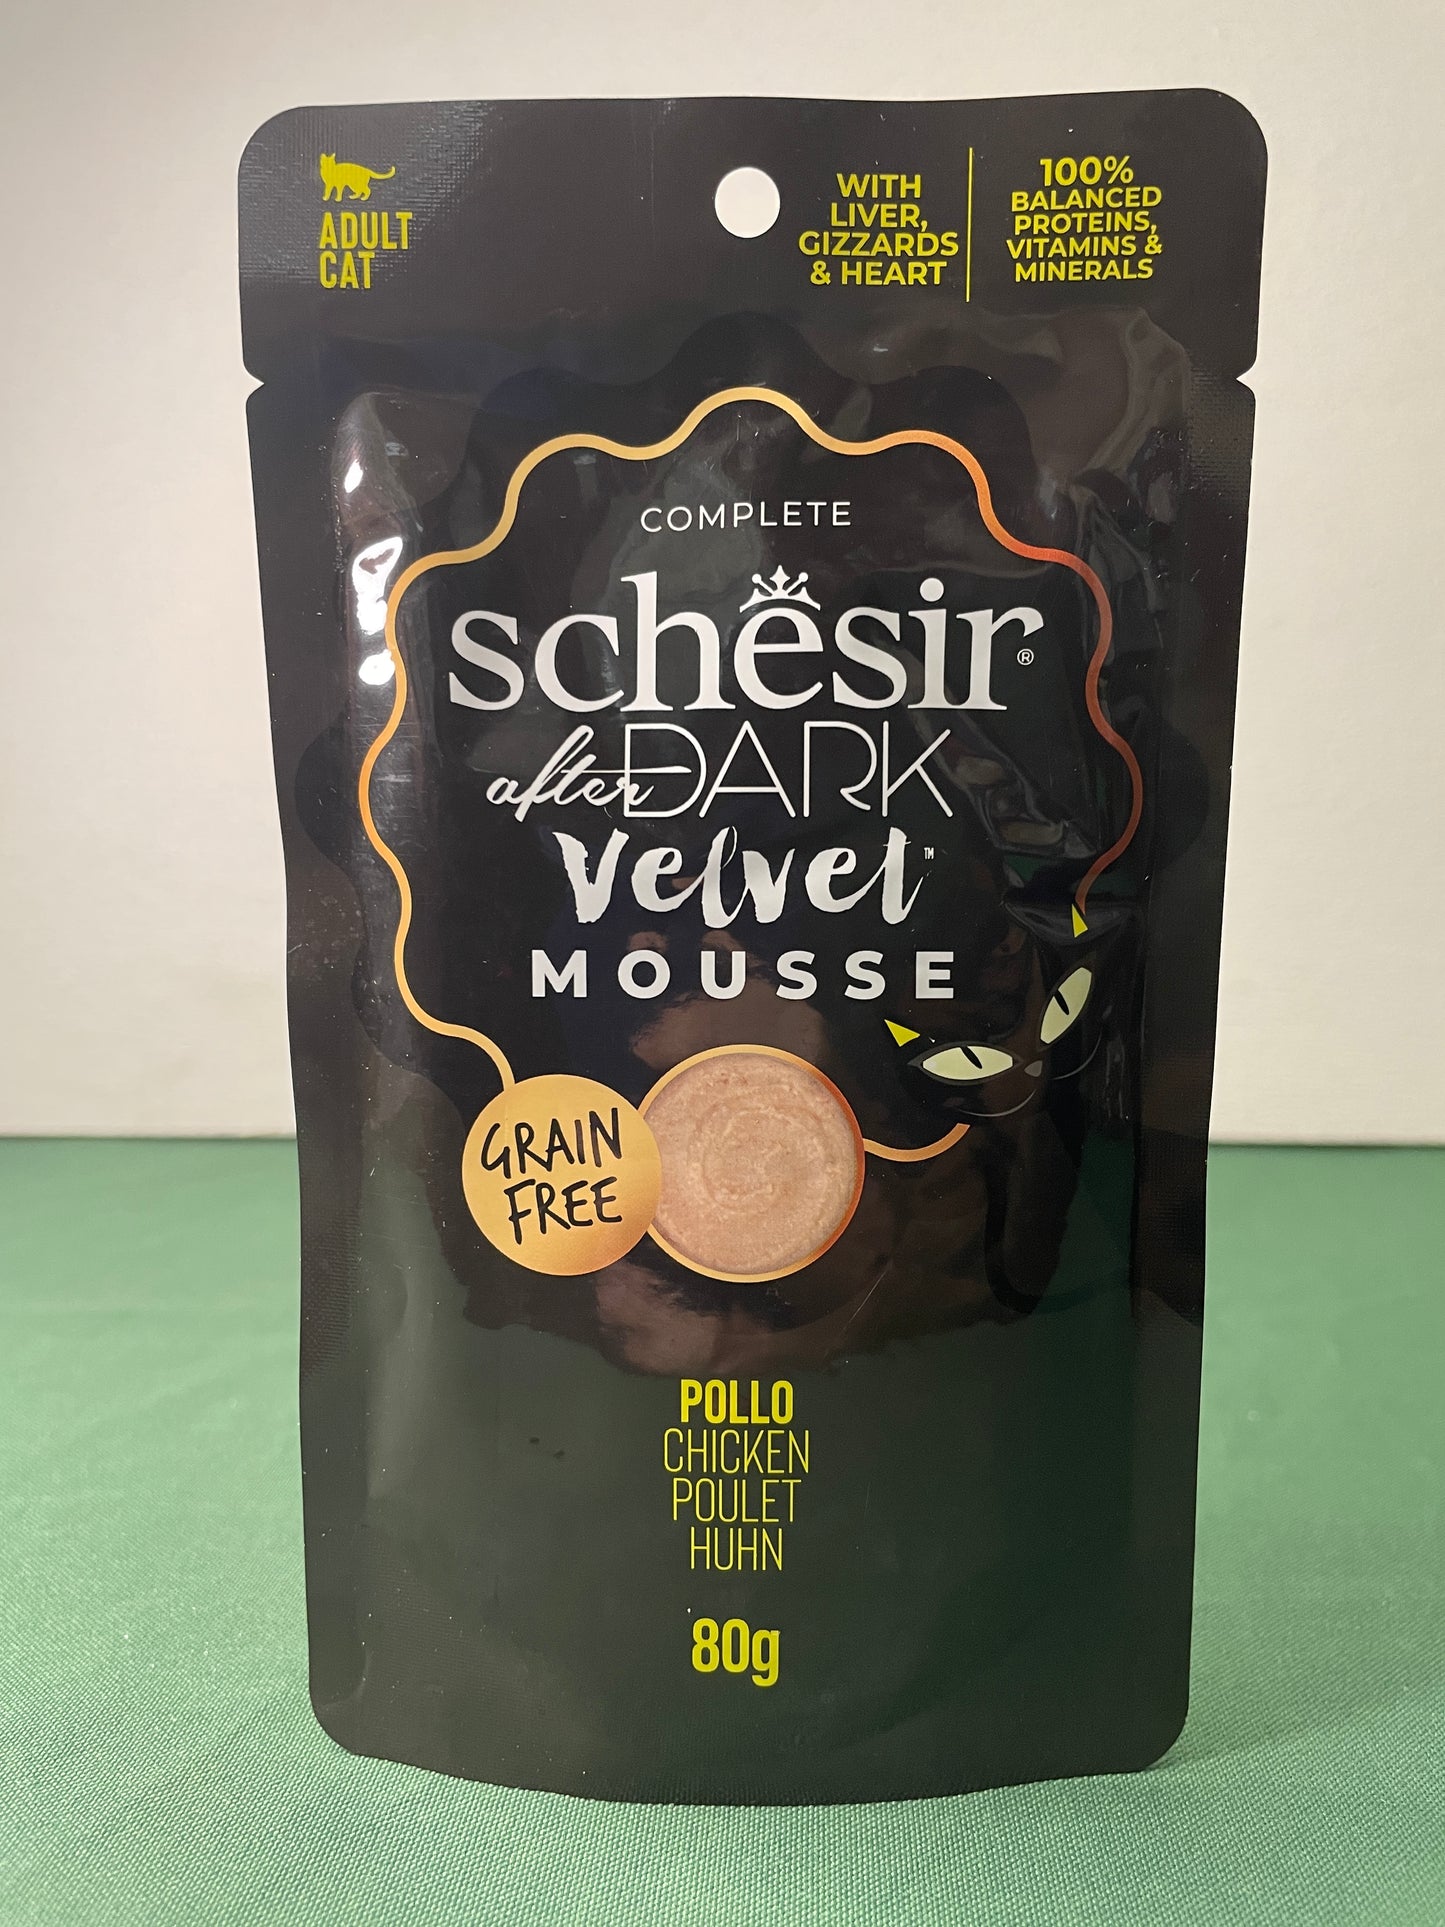 ADULT
CAT
WITH
LIVER,
GIZZARDS
& HEART
100%
BALANCED
PROTEINS,
VITAMINS &
MINERALS
COMPLETE
schesir®
after DARK
Velvet™
MOUSSE
GRAIN
FREE
POLLO
CHICKEN
POULET
HUHN
80g